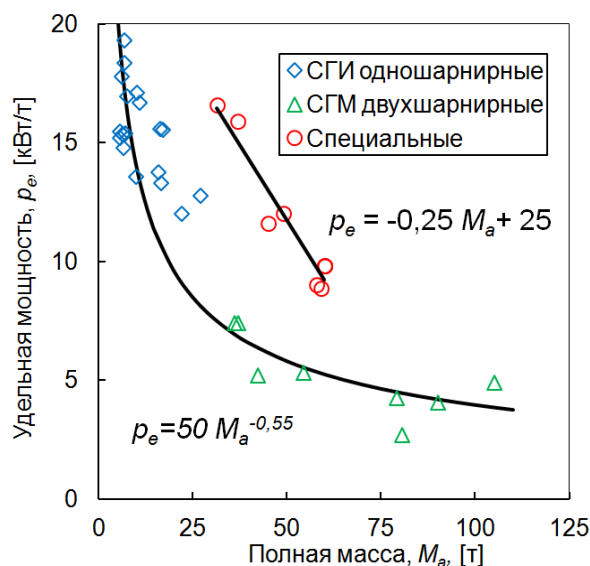 20
15
10
5
0
Удельная мощность, pₑ, [кВт/т]
СГИ одношарнирные
СГМ двухшарнирные
Специальные
pₑ = -0,25 Mₐ+ 25
pₑ=50 Mₐ⁻⁰,⁵⁵
0 25 50 75 100 125
Полная масса, Mₐ, [т]